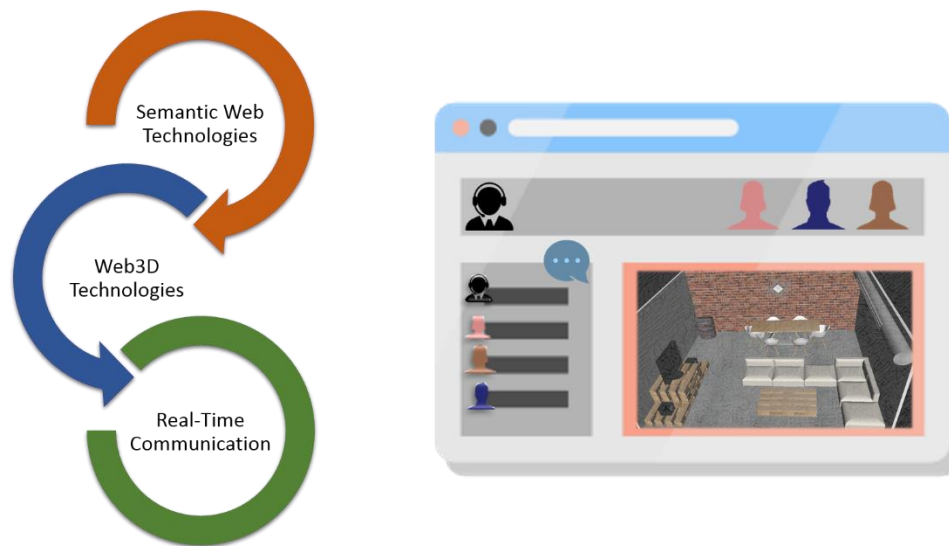 Semantic Web
Technologies
Web3D
Technologies
Real-Time
Communication